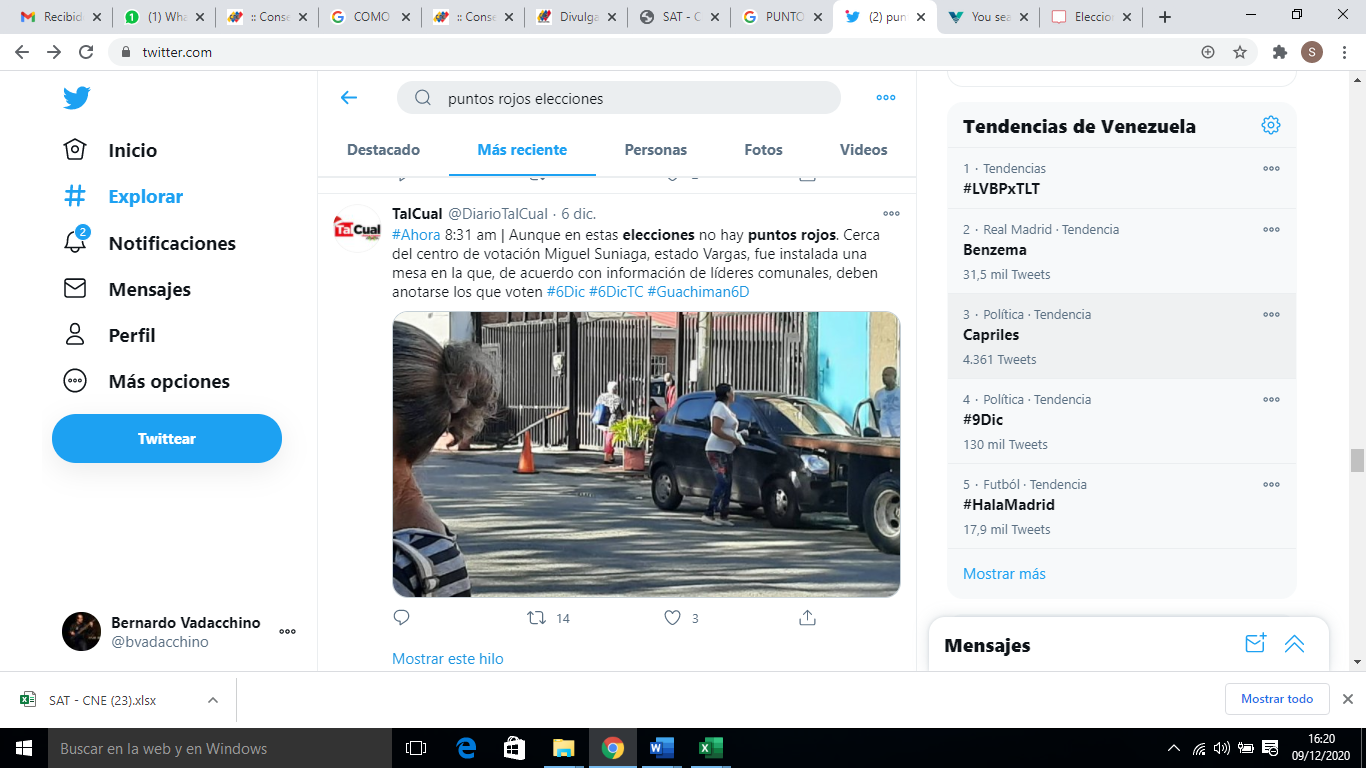 Recibid
(1) Wha
:: Conse
COMO
:: Conse
Divulga
SAT - C
PUNTO
(2) pun
You sea
Eleccio
twitter.com
S
puntos rojos elecciones
Destacado
Más reciente
Personas
Fotos
Videos
Inicio
Explorar
2
Notificaciones
Mensajes
Perfil
Más opciones
Twittear
Bernardo Vadacchino
@bvadacchino
TalCual
TalCual @DiarioTalCual · 6 dic.
#Ahora 8:31 am | Aunque en estas elecciones no hay puntos rojos. Cerca
del centro de votación Miguel Suniaga, estado Vargas, fue instalada una
mesa en la que, de acuerdo con información de líderes comunales, deben
anotarse los que voten #6Dic #6DicTC #Guachiman6D
14
3
Mostrar este hilo
Tendencias de Venezuela
1 · Tendencias
#LVBPxTLT
2 · Real Madrid · Tendencia
Benzema
31,5 mil Tweets
3 · Política · Tendencia
Capriles
4.361 Tweets
4 · Política · Tendencia
#9Dic
130 mil Tweets
5 · Futból · Tendencia
#HalaMadrid
17,9 mil Tweets
Mostrar más
Mensajes
SAT - CNE (23).xlsx
Mostrar todo
Buscar en la web y en Windows
16:20
09/12/2020